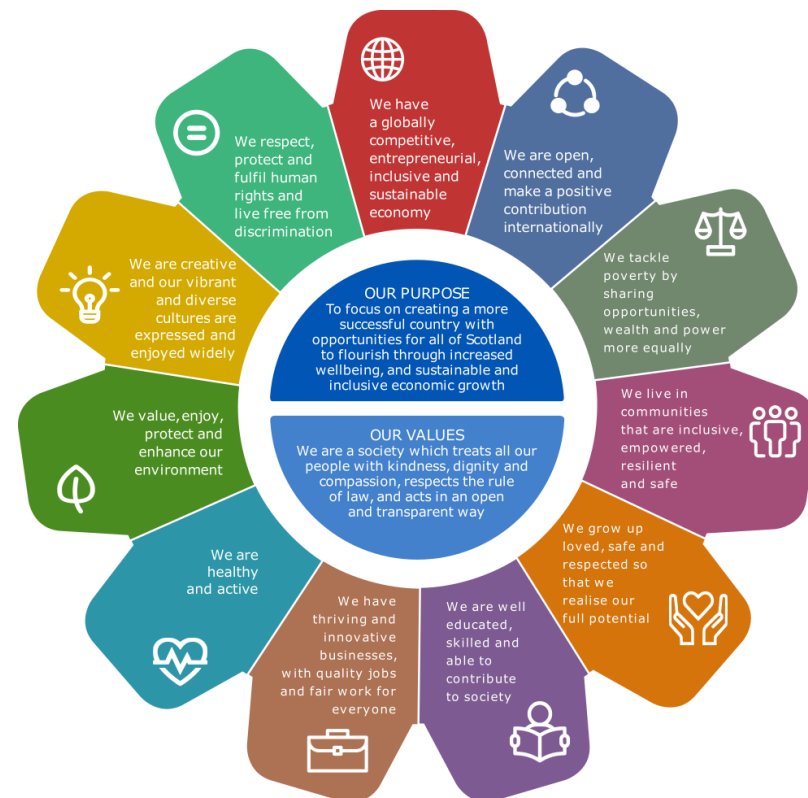 We have
a globally
competitive,
entrepreneurial,
inclusive and
sustainable
economy
We are open,
connected and
make a positive
contribution
internationally
We tackle
poverty by
sharing
opportunities,
wealth and power
more equally
We live in
communities
that are inclusive,
empowered,
resilient
and safe
We grow up
loved, safe and
respected so
that we
realise our
full potential
We are well
educated,
skilled and
able to
contribute
to society
We have
thriving and
innovative
businesses,
with quality jobs
and fair work for
everyone
We are
healthy
and active
We value, enjoy,
protect and
enhance our
environment
We are creative
and our vibrant
and diverse
cultures are
expressed and
enjoyed widely
We respect,
protect and
fulfil human
rights and
live free from
discrimination
OUR PURPOSE
To focus on creating a more
successful country with
opportunities for all of Scotland
to flourish through increased
wellbeing, and sustainable and
inclusive economic growth
OUR VALUES
We are a society which treats all our
people with kindness, dignity and
compassion, respects the rule
of law, and acts in an open
and transparent way